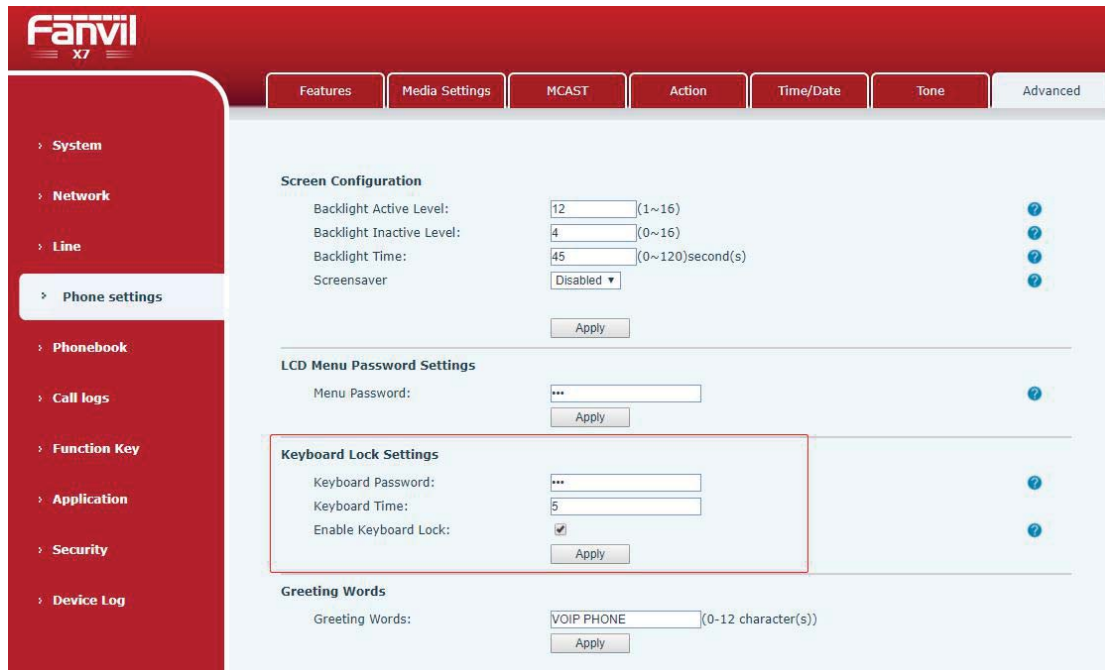 Fanvil
X7
Features Media Settings MCAST Action Time/Date Tone Advanced
› System
› Network
› Line
› Phone settings
› Phonebook
› Call logs
› Function Key
› Application
› Security
› Device Log
Screen Configuration
Backlight Active Level: 12 (1~16)
Backlight Inactive Level: 4 (0~16)
Backlight Time: 45 (0~120)second(s)
Screensaver Disabled ▼
Apply
LCD Menu Password Settings
Menu Password: •••
Apply
Keyboard Lock Settings
Keyboard Password: •••
Keyboard Time: 5
Enable Keyboard Lock:
Apply
Greeting Words
Greeting Words: VOIP PHONE (0-12 character(s))
Apply